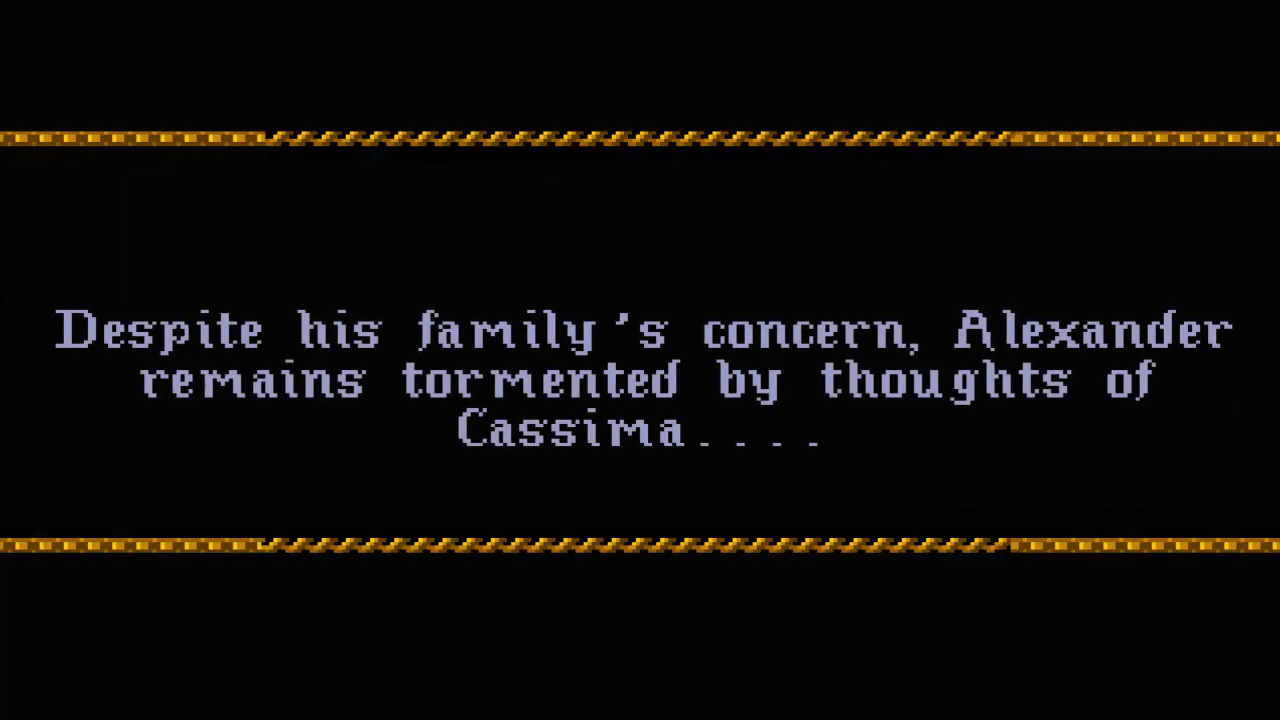 Despite his family's concern, Alexander
remains tormented by thoughts of
Cassima....